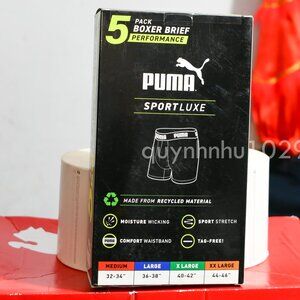 5 PACK
BOXER BRIEF
PERFORMANCE
PUMA
SPORTLUXE
PUMA
quynhnhu1029
MADE FROM RECYCLED MATERIAL
MOISTURE WICKING
SPORT STRETCH
COMFORT WAISTBAND
TAG-FREE!
MEDIUM LARGE X LARGE XX LARGE
32-34" 36-38" 40-42" 44-46"